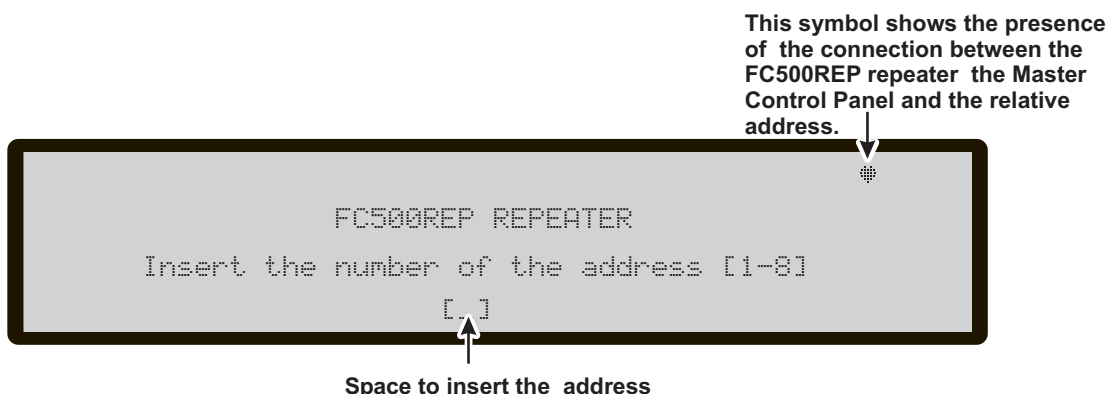 This symbol shows the presence
of the connection between the
FC500REP repeater the Master
Control Panel and the relative
address.
FC500REP REPEATER
Insert the number of the address [1-8]
[_]
Space to insert the address